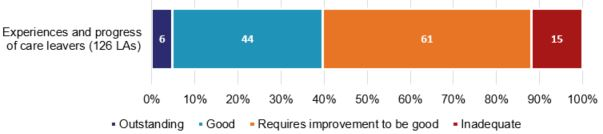 Experiences and progress
of care leavers (126 LAs)
6 44 61 15
0% 10% 20% 30% 40% 50% 60% 70% 80% 90% 100%
Outstanding Good Requires improvement to be good Inadequate